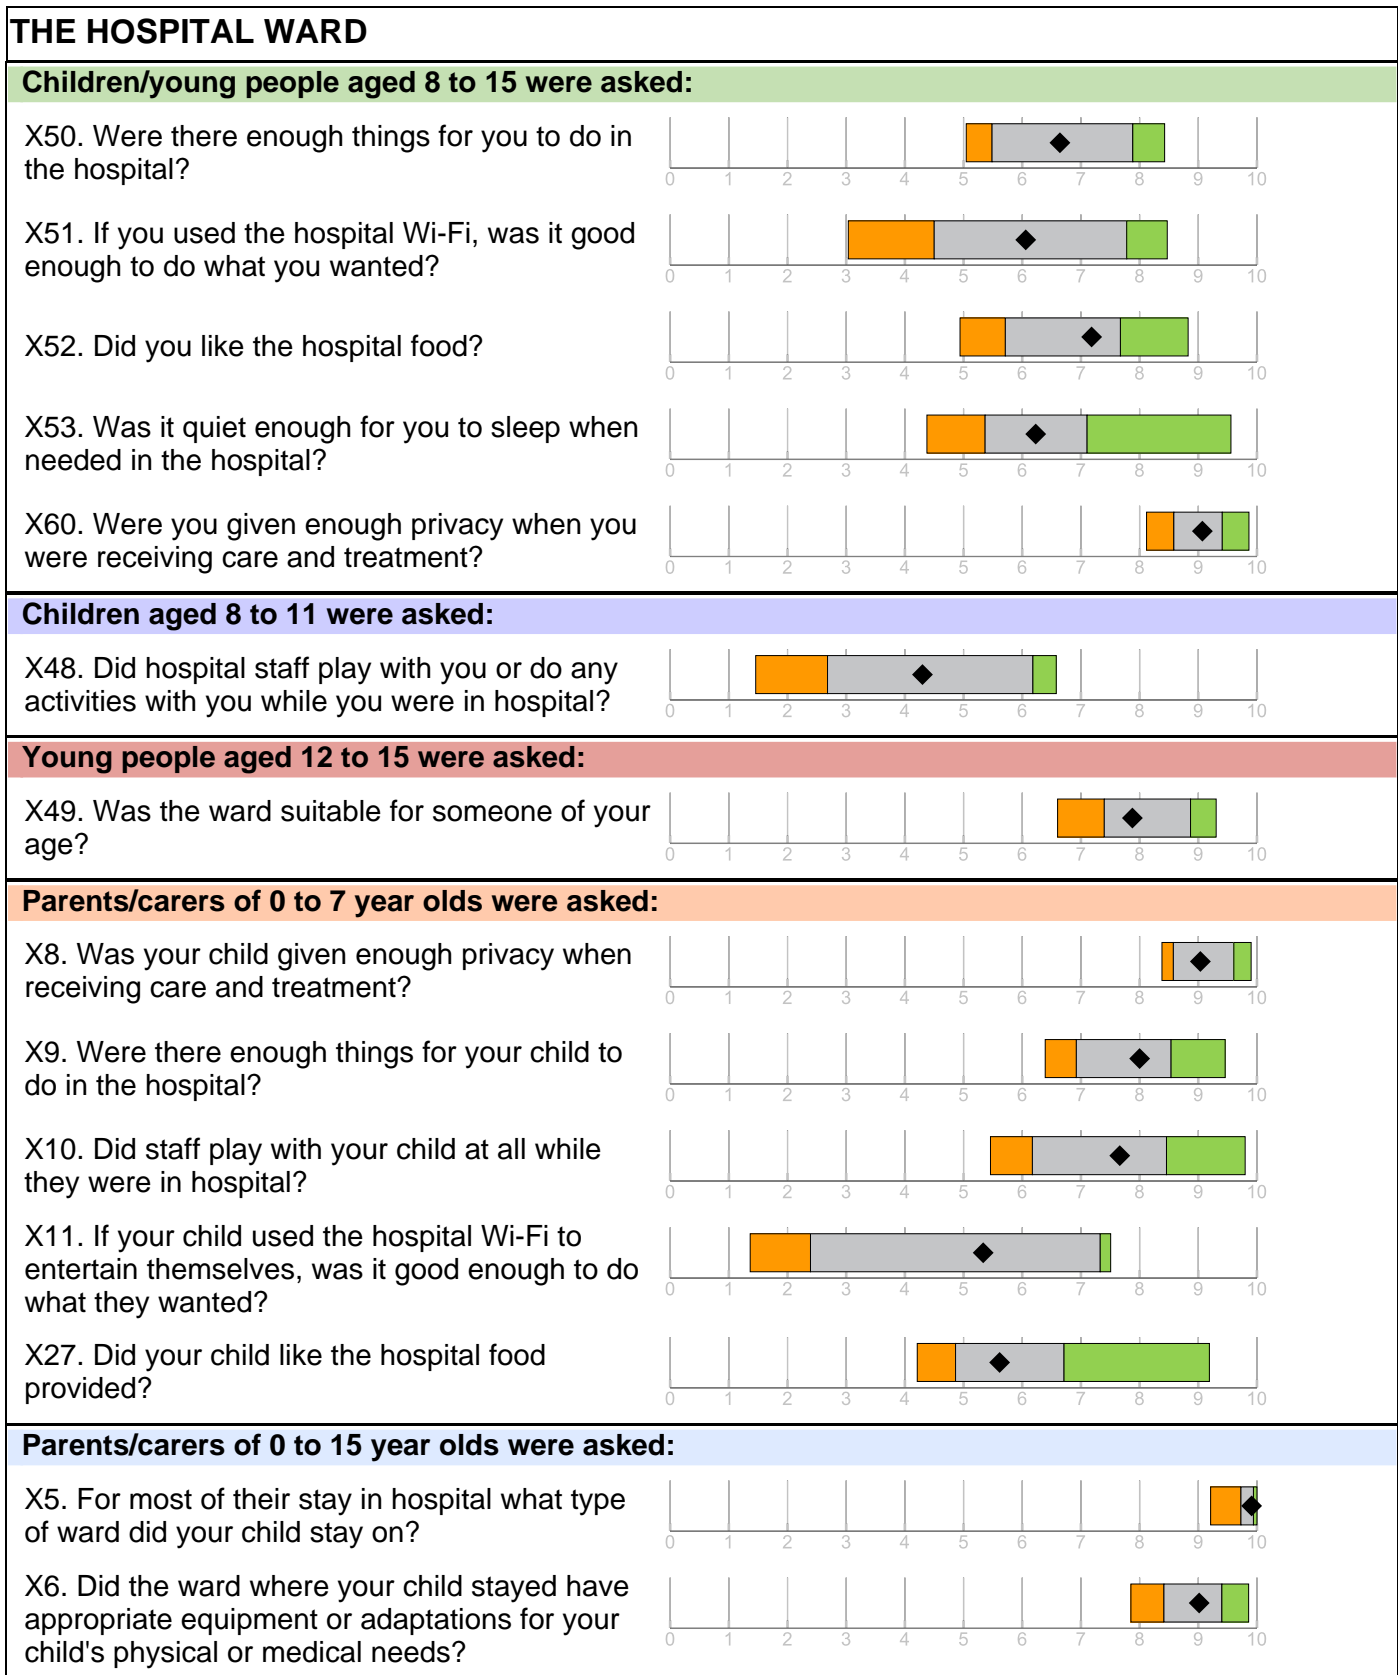 THE HOSPITAL WARD
Children/young people aged 8 to 15 were asked:
X50. Were there enough things for you to do in
the hospital?
0 1 2 3 4 5 6 7 8 9 10
X51. If you used the hospital Wi-Fi, was it good
enough to do what you wanted?
0 1 2 3 4 5 6 7 8 9 10
X52. Did you like the hospital food?
0 1 2 3 4 5 6 7 8 9 10
X53. Was it quiet enough for you to sleep when
needed in the hospital?
0 1 2 3 4 5 6 7 8 9 10
X60. Were you given enough privacy when you
were receiving care and treatment?
0 1 2 3 4 5 6 7 8 9 10
Children aged 8 to 11 were asked:
X48. Did hospital staff play with you or do any
activities with you while you were in hospital?
0 1 2 3 4 5 6 7 8 9 10
Young people aged 12 to 15 were asked:
X49. Was the ward suitable for someone of your
age?
0 1 2 3 4 5 6 7 8 9 10
Parents/carers of 0 to 7 year olds were asked:
X8. Was your child given enough privacy when
receiving care and treatment?
0 1 2 3 4 5 6 7 8 9 10
X9. Were there enough things for your child to
do in the hospital?
0 1 2 3 4 5 6 7 8 9 10
X10. Did staff play with your child at all while
they were in hospital?
0 1 2 3 4 5 6 7 8 9 10
X11. If your child used the hospital Wi-Fi to
entertain themselves, was it good enough to do
what they wanted?
0 1 2 3 4 5 6 7 8 9 10
X27. Did your child like the hospital food
provided?
0 1 2 3 4 5 6 7 8 9 10
Parents/carers of 0 to 15 year olds were asked:
X5. For most of their stay in hospital what type
of ward did your child stay on?
0 1 2 3 4 5 6 7 8 9 10
X6. Did the ward where your child stayed have
appropriate equipment or adaptations for your
child's physical or medical needs?
0 1 2 3 4 5 6 7 8 9 10